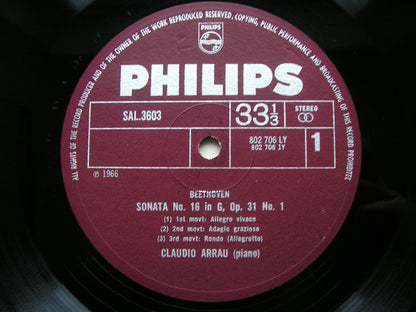 ALL RIGHTS OF THE RECORD PRODUCER AND OF THE OWNER OF THE WORK REPRODUCED RESERVED. COPYING, PUBLIC PERFORMANCE AND BROADCASTING OF THIS RECORD PROHIBITED
PHILIPS
PHILIPS
SAL.3603
33 1/3
STEREO
802 706 LY
802 706 1Y
1
℗ 1966
BEETHOVEN
SONATA No. 16 in G, Op. 31 No. 1
(1) 1st movt: Allegro vivace
(2) 2nd movt: Adagio grazioso
(3) 3rd movt: Rondo (Allegretto)
CLAUDIO ARRAU (piano)